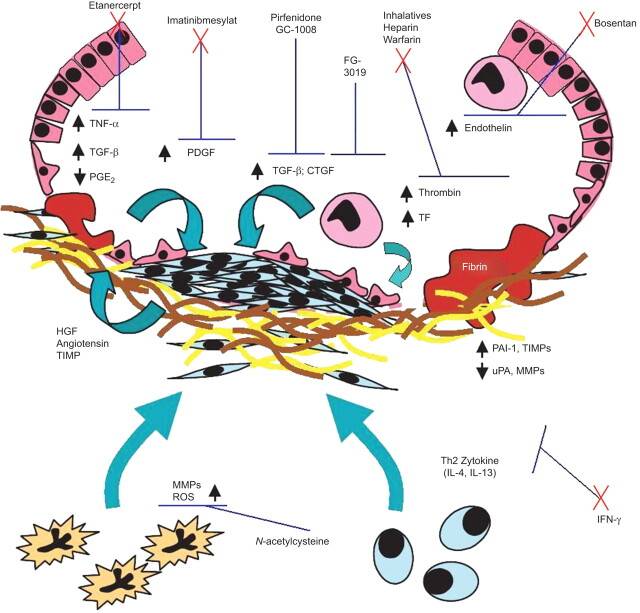 Etanercerpt
Imatinibmesylat
Pirfenidone
GC-1008
FG-
3019
Inhalatives
Heparin
Warfarin
Bosentan
TNF-α
TGF-β
PGE2
PDGF
TGF-β; CTGF
Endothelin
Thrombin
TF
Fibrin
HGF
Angiotensin
TIMP
PAI-1, TIMPs
uPA, MMPs
MMPs
ROS
N-acetylcysteine
Th2 Zytokine
(IL-4, IL-13)
IFN-γ